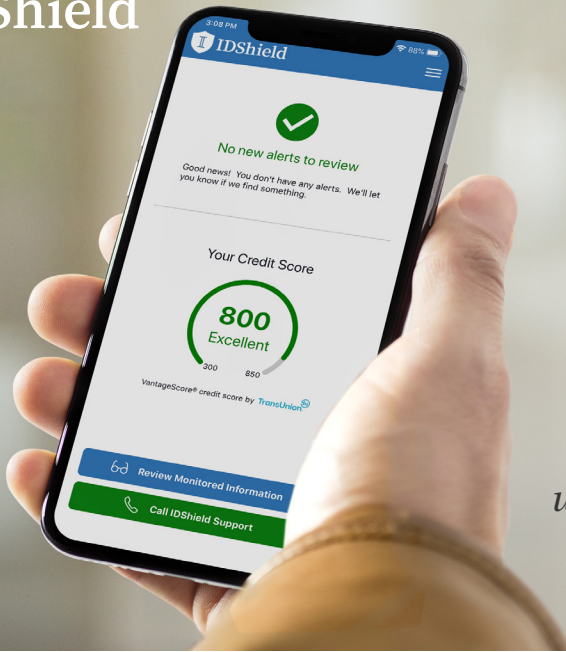 Shield
3:08 PM
88%
IDShield
No new alerts to review
Good news! You don't have any alerts. We'll let
you know if we find something.
Your Credit Score
800
Excellent
300 850
VantageScore® credit score by TransUnion
Review Monitored Information
Call IDShield Support